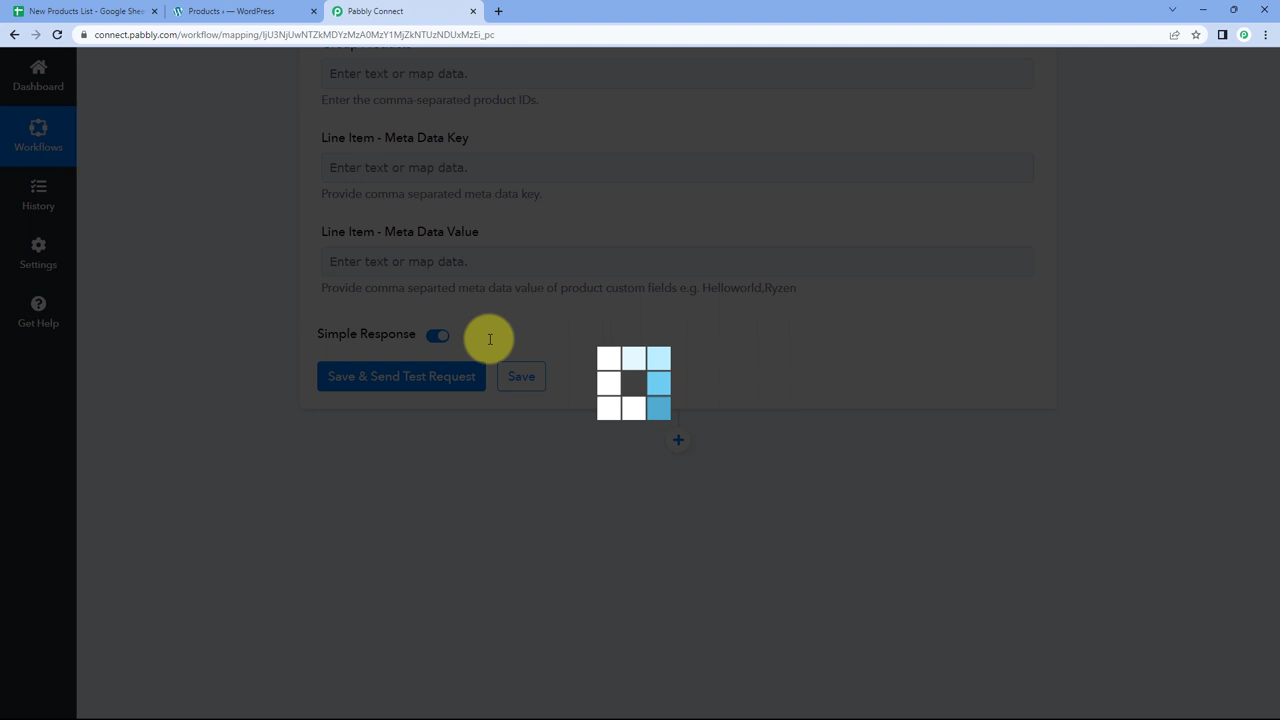 New Products List - Google Shee
Products ‹ — WordPress
Pabbly Connect
connect.pabbly.com/workflow/mapping/IjU3NjUwNTZkMDYzMzA0MzY1MjZkNTUzNDUxMzEi_pc
Dashboard
Workflows
History
Settings
Get Help
Group Products
Enter text or map data.
Enter the comma-separated product IDs.
Line Item - Meta Data Key
Enter text or map data.
Provide comma separated meta data key.
Line Item - Meta Data Value
Enter text or map data.
Provide comma separted meta data value of product custom fields e.g. Helloworld,Ryzen
Simple Response
Save & Send Test Request
Save